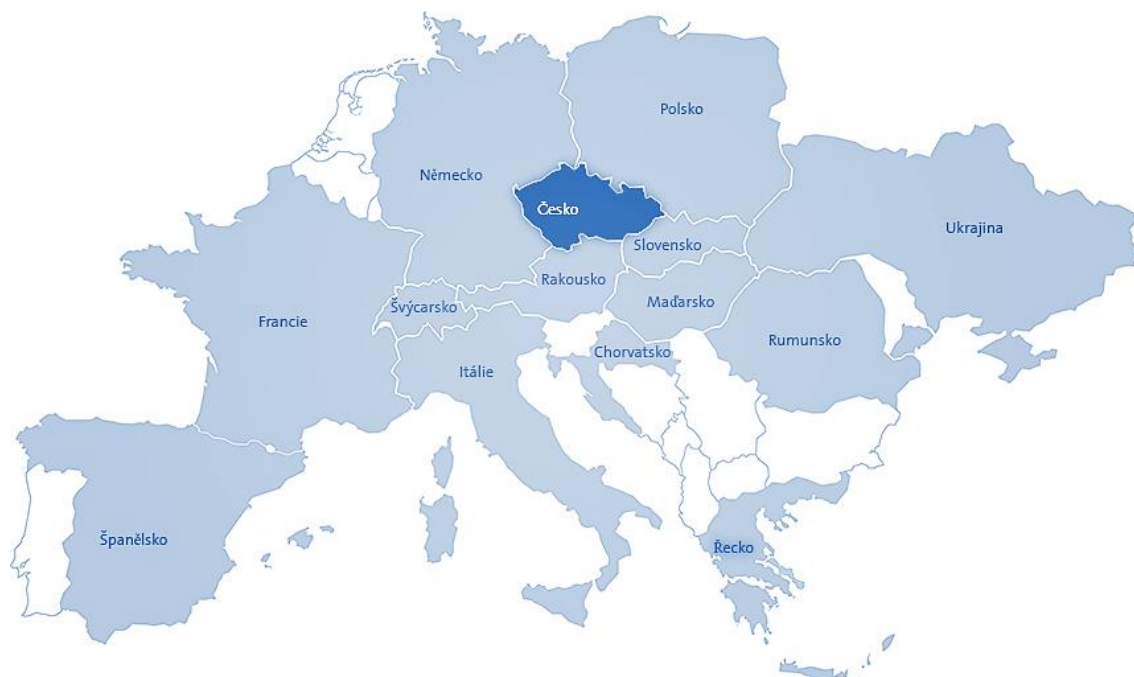 Polsko
Německo
Česko
Ukrajina
Slovensko
Rakousko
Švýcarsko
Maďarsko
Francie
Rumunsko
Chorvatsko
Itálie
Španělsko
Řecko